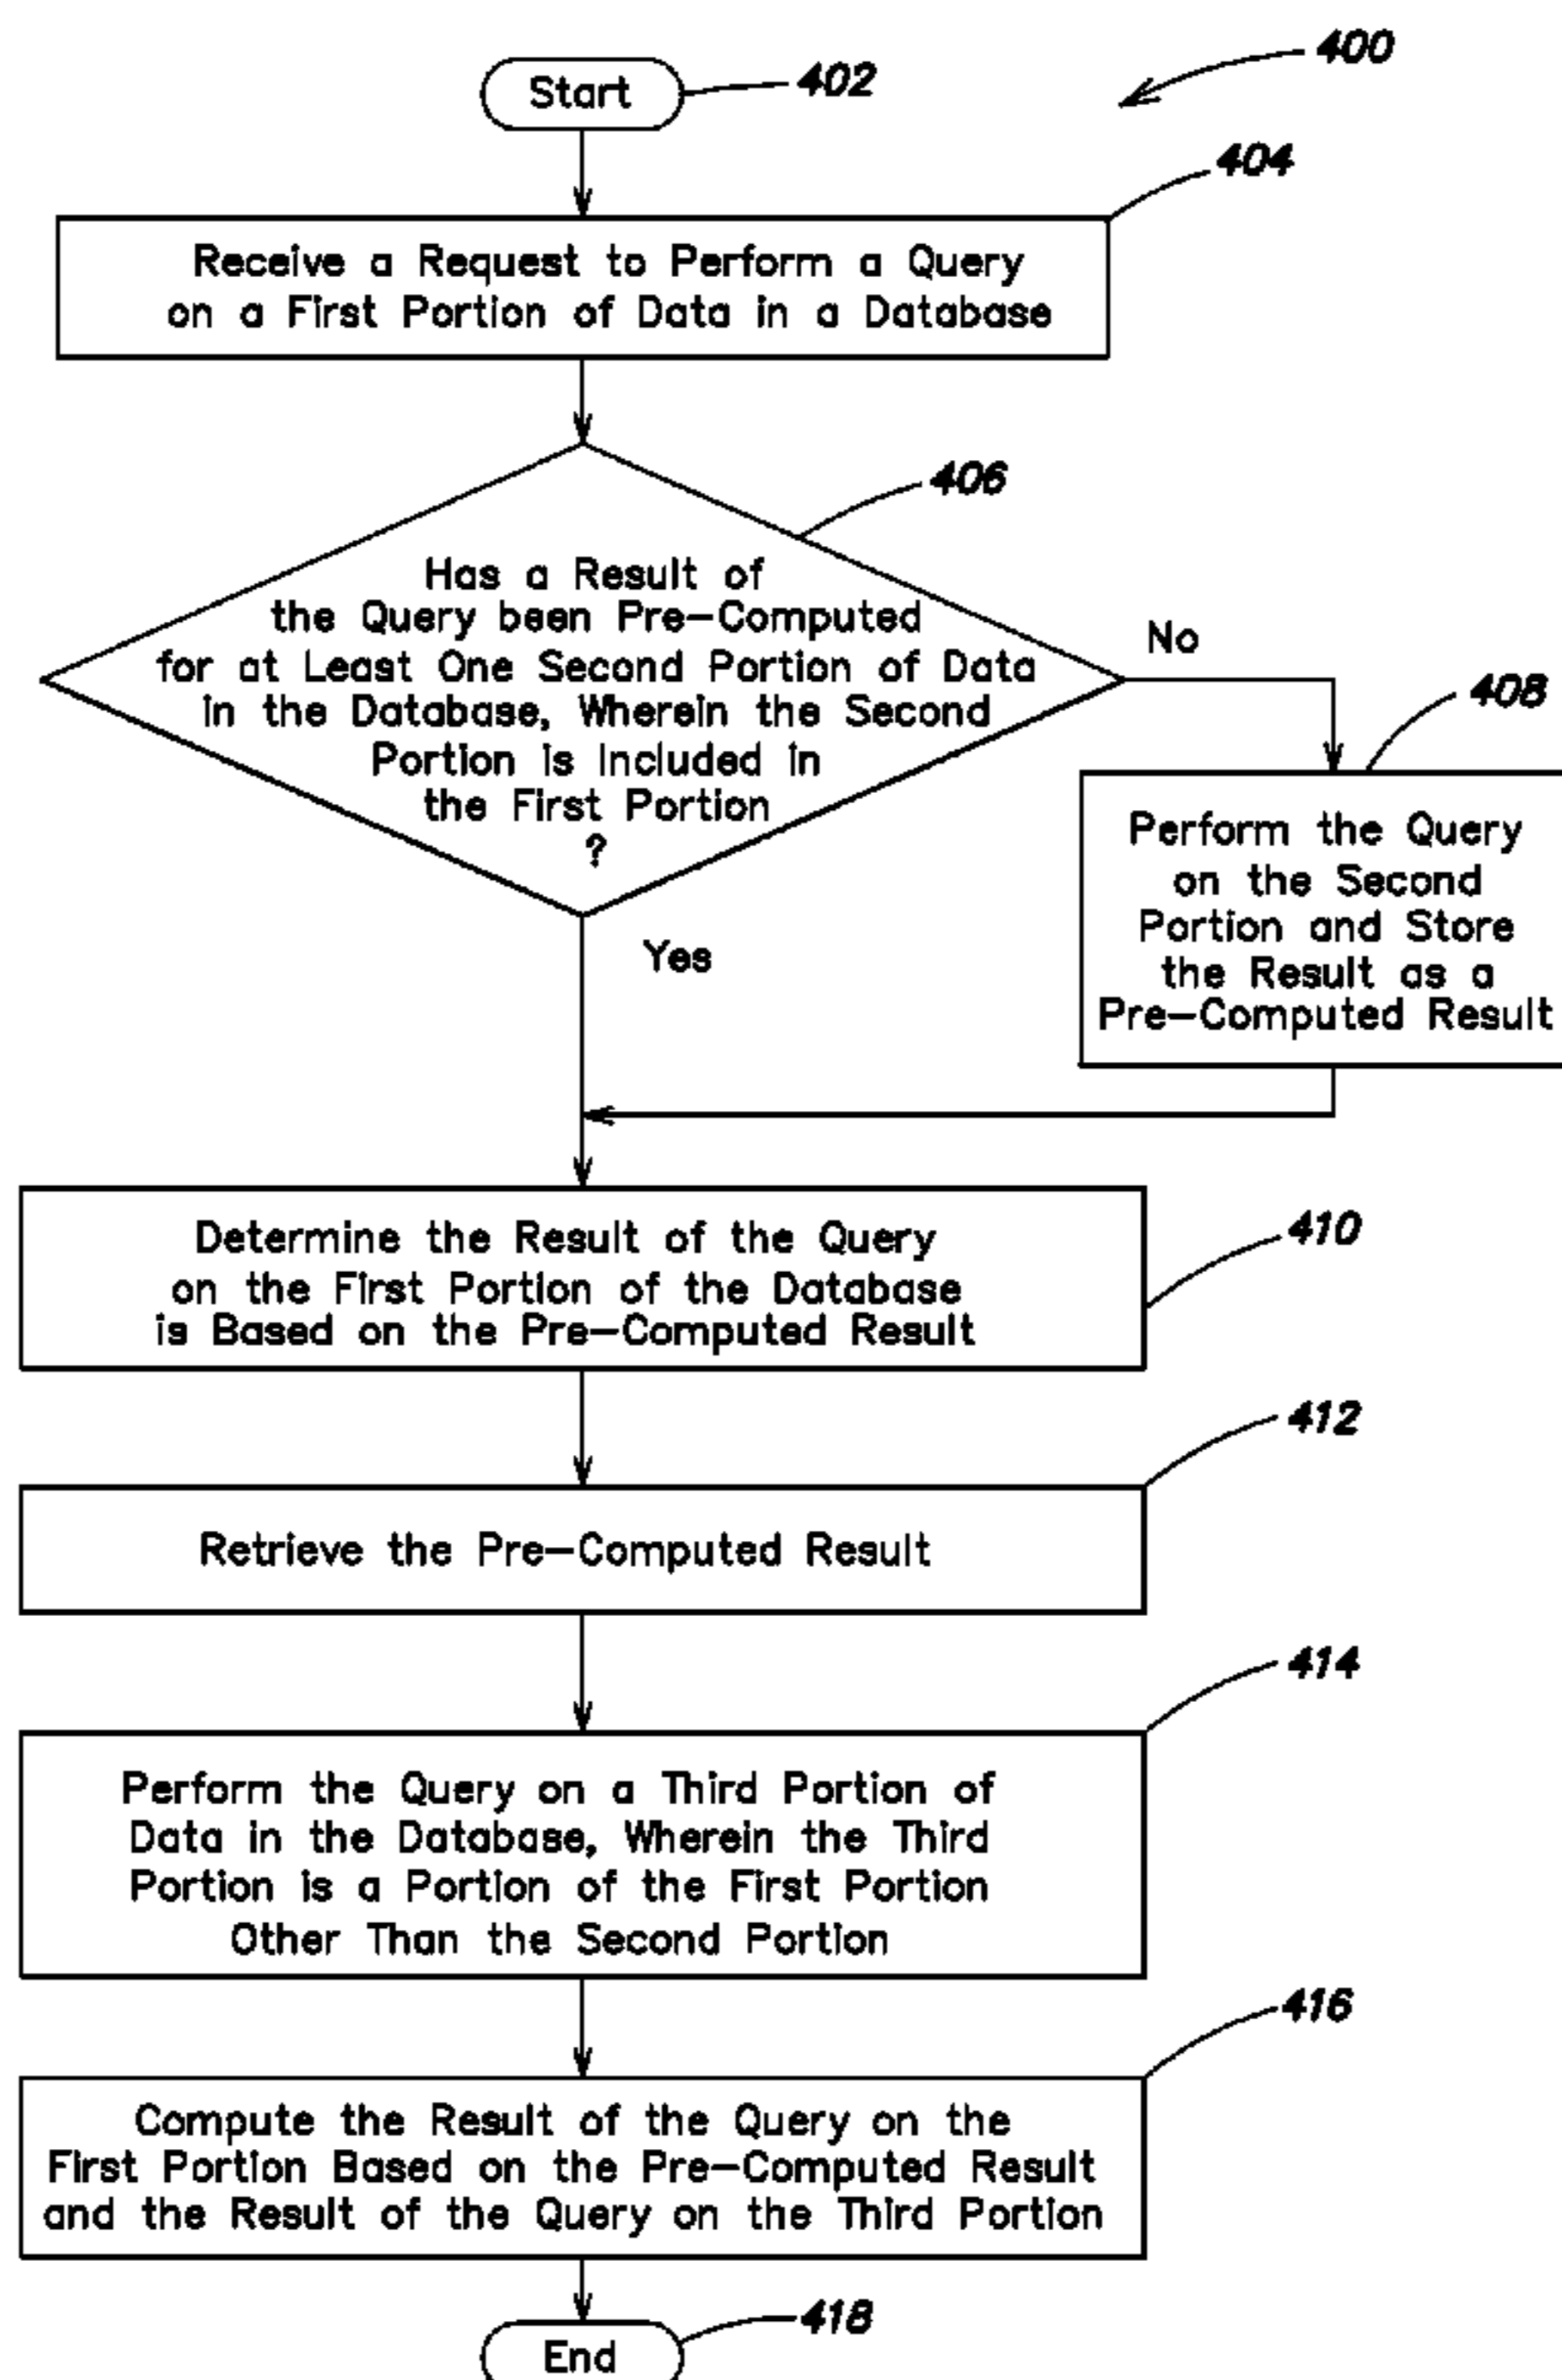 400
Start
402
404
Receive a Request to Perform a Query
on a First Portion of Data in a Database
406
Has a Result of
the Query been Pre-Computed
for at Least One Second Portion of Data
in the Database, Wherein the Second
Portion is Included in
the First Portion
?
No
408
Perform the Query
on the Second
Portion and Store
the Result as a
Pre-Computed Result
Yes
410
Determine the Result of the Query
on the First Portion of the Database
is Based on the Pre-Computed Result
412
Retrieve the Pre-Computed Result
414
Perform the Query on a Third Portion of
Data in the Database, Wherein the Third
Portion is a Portion of the First Portion
Other Than the Second Portion
416
Compute the Result of the Query on the
First Portion Based on the Pre-Computed Result
and the Result of the Query on the Third Portion
418
End